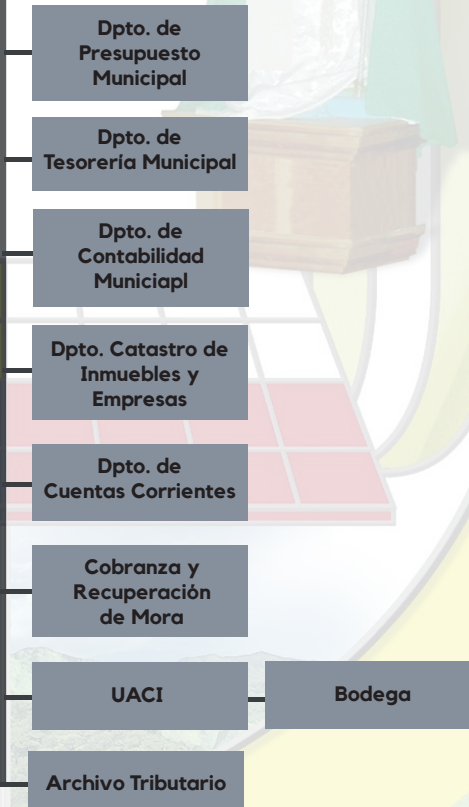 Dpto. de
Presupuesto
Municipal
Dpto. de
Tesorería Municipal
Dpto. de
Contabilidad
Municiapl
Dpto. Catastro de
Inmuebles y
Empresas
Dpto. de
Cuentas Corrientes
Cobranza y
Recuperación
de Mora
UACI
Bodega
Archivo Tributario